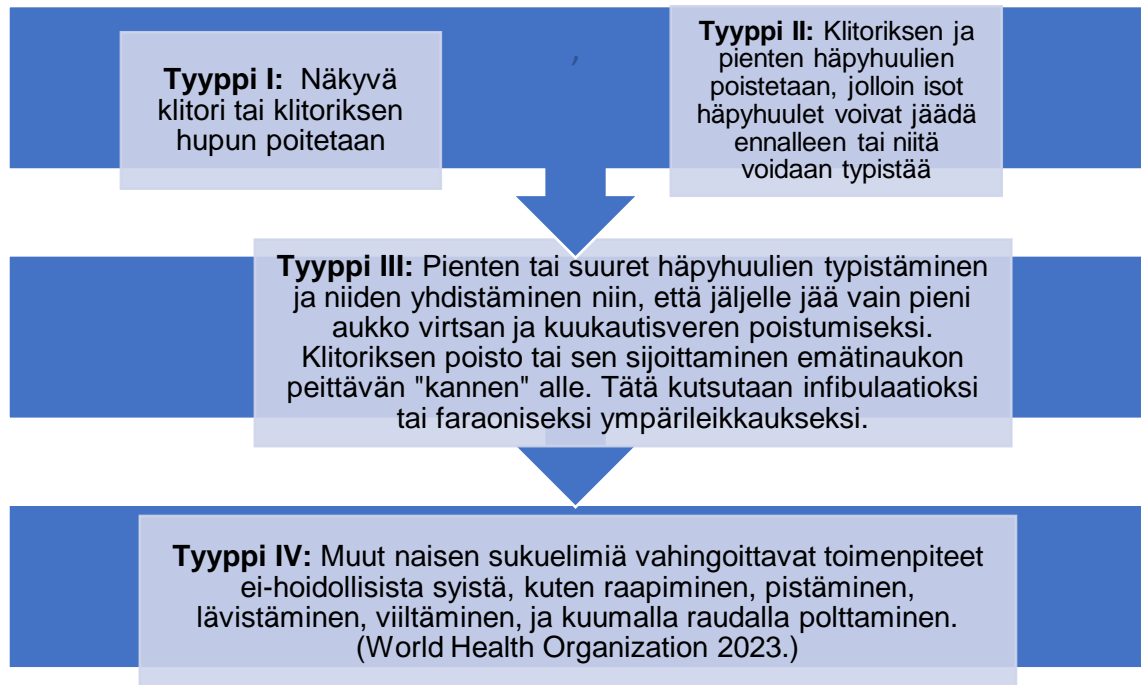 Tyyppi I: Näkyvä
klitori tai klitoriksen
hupun poitetaan
,
Tyyppi II: Klitoriksen ja
pienten häpyhuulien
poistetaan, jolloin isot
häpyhuulet voivat jäädä
ennalleen tai niitä
voidaan typistää
Tyyppi III: Pienten tai suuret häpyhuulien typistäminen
ja niiden yhdistäminen niin, että jäljelle jää vain pieni
aukko virtsan ja kuukautisveren poistumiseksi.
Klitoriksen poisto tai sen sijoittaminen emätinaukon
peittävän "kannen" alle. Tätä kutsutaan infibulaatioksi
tai faraoniseksi ympärileikkaukseksi.
Tyyppi IV: Muut naisen sukuelimiä vahingoittavat toimenpiteet
ei-hoidollisista syistä, kuten raapiminen, pistäminen,
lävistäminen, viiltäminen, ja kuumalla raudalla polttaminen.
(World Health Organization 2023.)